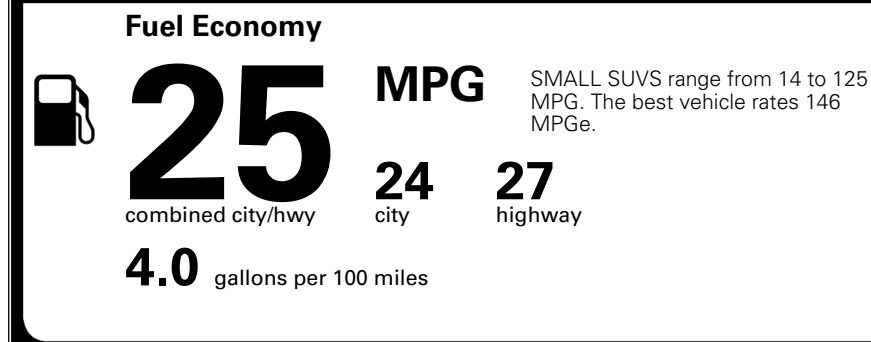 Fuel Economy
25
MPG
SMALL SUVS range from 14 to 125
MPG. The best vehicle rates 146
MPGe.
24
27
combined city/hwy
city
highway
4.0 gallons per 100 miles